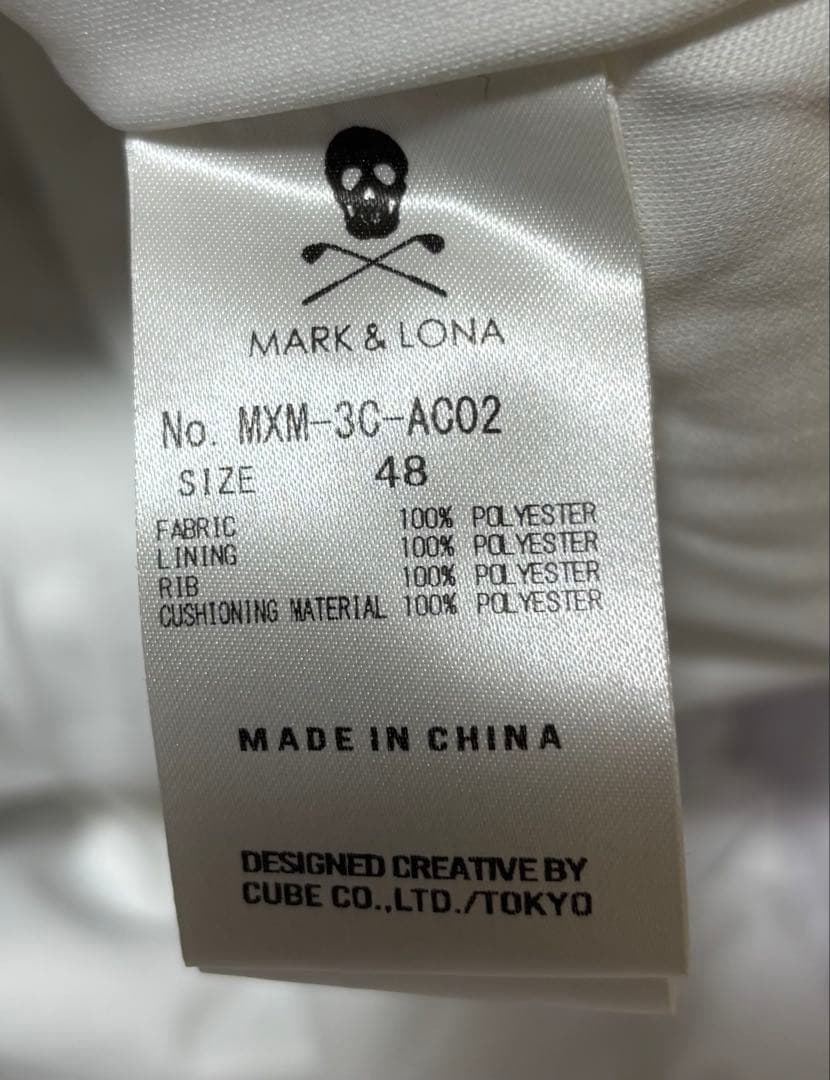 MARK & LONA
No. MXM-3C-AC02
SIZE 48
FABRIC 100% POLYESTER
LINING 100% POLYESTER
RIB 100% POLYESTER
CUSHIONING MATERIAL 100% POLYESTER
MADE IN CHINA
DESIGNED CREATIVE BY
CUBE CO.,LTD./TOKYO